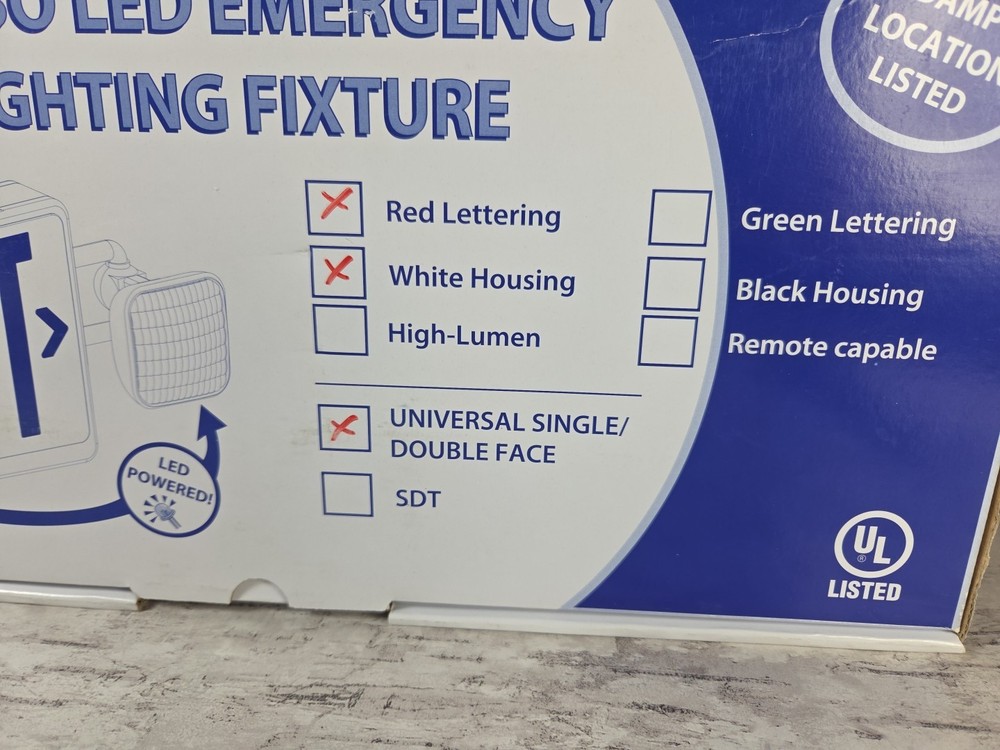 LED EMERGENCY
GHTING FIXTURE
LOCATION
LISTED
Red Lettering
Green Lettering
White Housing
Black Housing
High-Lumen
Remote capable
UNIVERSAL SINGLE/
DOUBLE FACE
SDT
LED
POWERED!
T
UL
®
LISTED